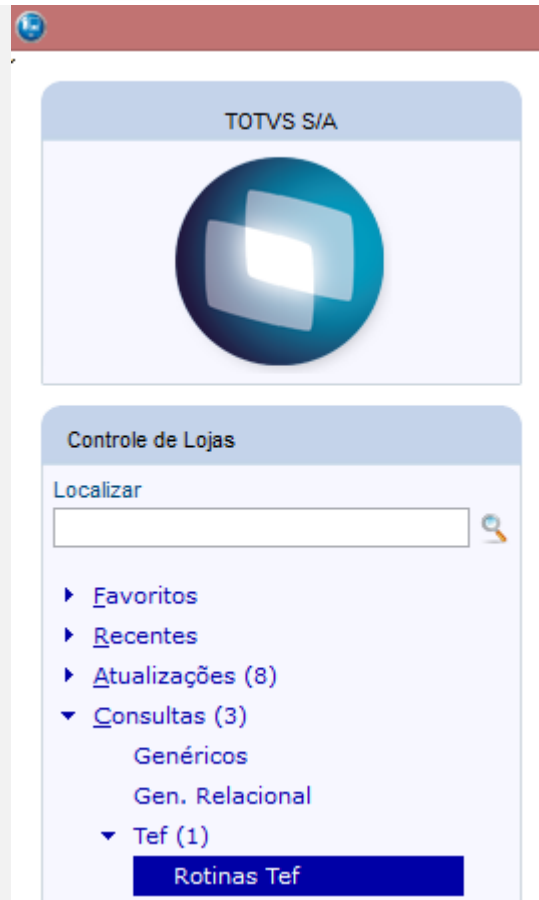 TOTVS S/A
Controle de Lojas
Localizar
Favoritos
Recentes
Atualizações (8)
Consultas (3)
Genéricos
Gen. Relacional
Tef (1)
Rotinas Tef